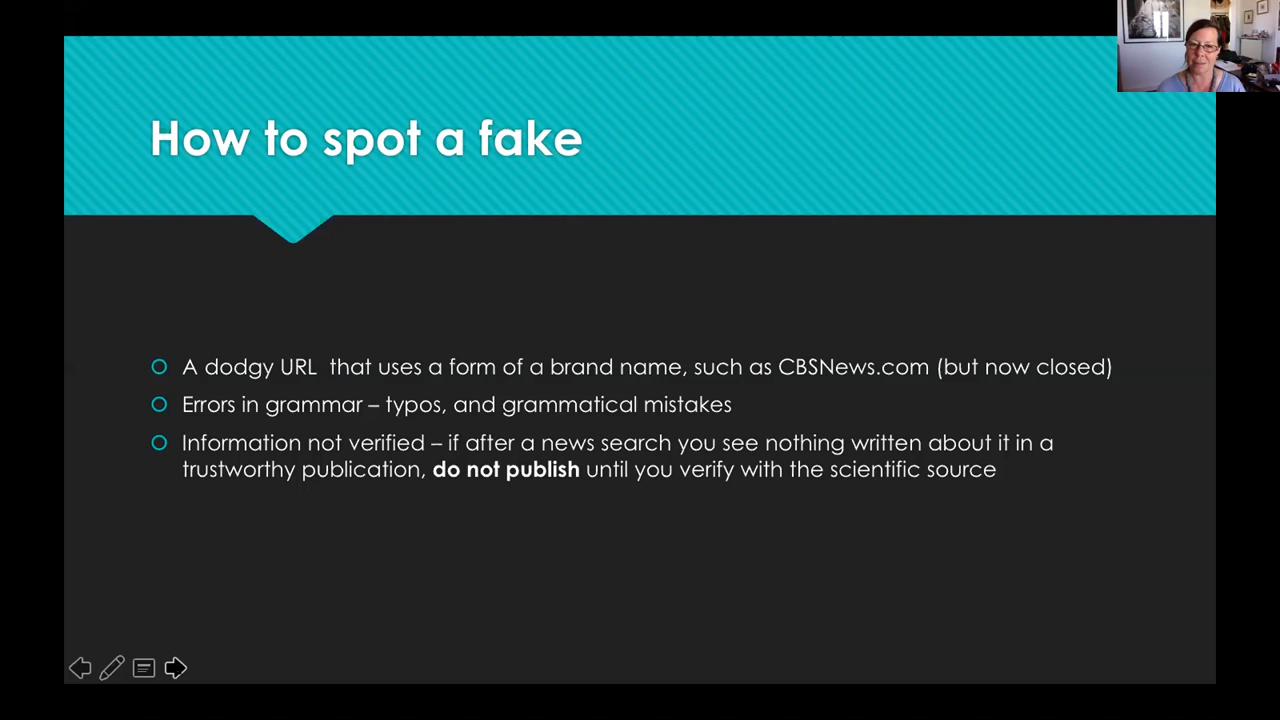 How to spot a fake
A dodgy URL  that uses a form of a brand name, such as CBSNews.com (but now closed)
Errors in grammar – typos, and grammatical mistakes
Information not verified – if after a news search you see nothing written about it in a
trustworthy publication, do not publish until you verify with the scientific source